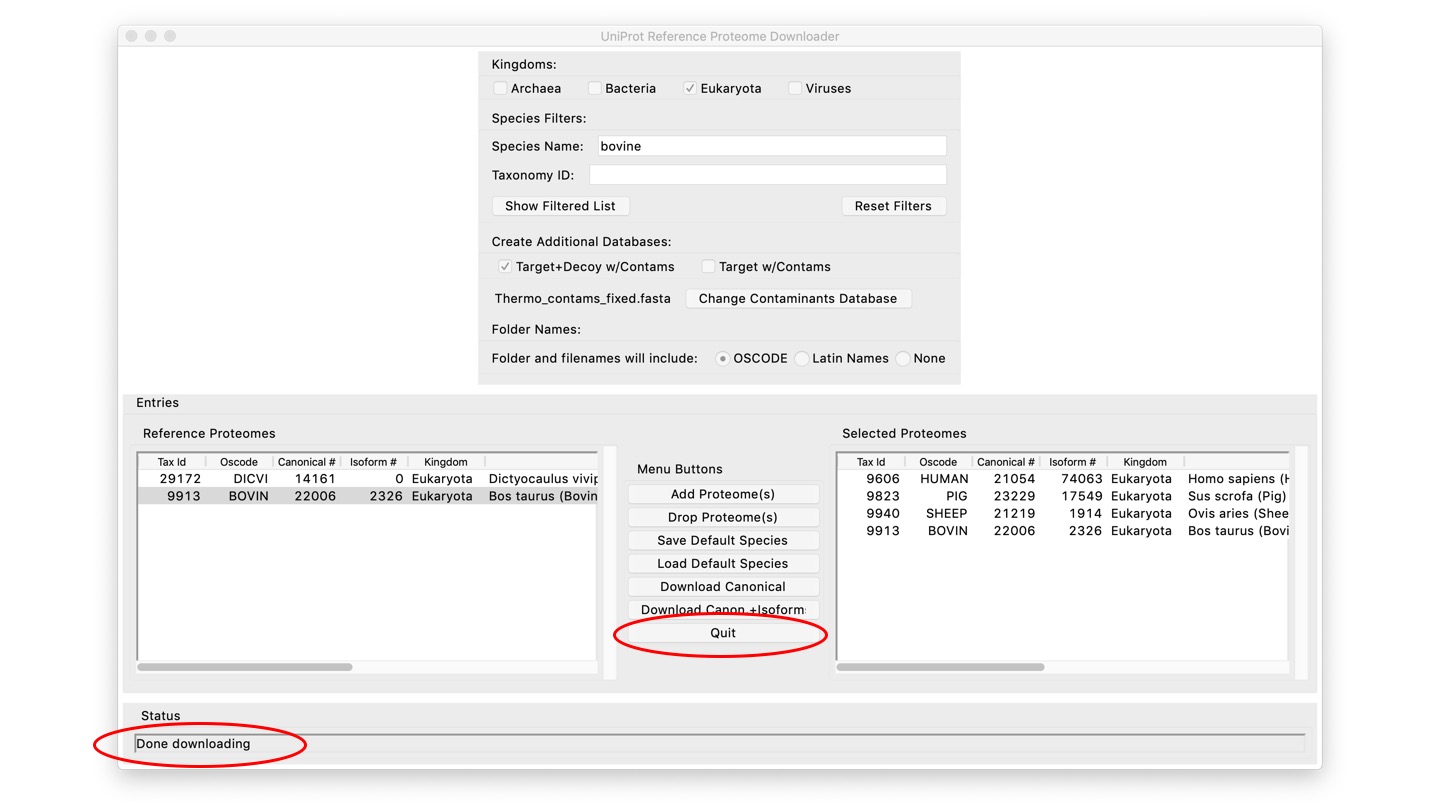 UniProt Reference Proteome Downloader
Kingdoms:
Archaea Bacteria Eukaryota Viruses
Species Filters:
Species Name: bovine
Taxonomy ID:
Show Filtered List Reset Filters
Create Additional Databases:
Target+Decoy w/Contams Target w/Contams
Thermo_contams_fixed.fasta Change Contaminants Database
Folder Names:
Folder and filenames will include: OSCODE Latin Names None
Entries
Reference Proteomes
Tax Id Oscode Canonical # Isoform # Kingdom
29172 DICVI 14161 0 Eukaryota Dictyocaulus vivip
9913 BOVIN 22006 2326 Eukaryota Bos taurus (Bovin
Menu Buttons
Add Proteome(s)
Drop Proteome(s)
Save Default Species
Load Default Species
Download Canonical
Download Canon.+Isoform
Quit
Selected Proteomes
Tax Id Oscode Canonical # Isoform # Kingdom
9606 HUMAN 21054 74063 Eukaryota Homo sapiens (H
9823 PIG 23229 17549 Eukaryota Sus scrofa (Pig)
9940 SHEEP 21219 1914 Eukaryota Ovis aries (Shee
9913 BOVIN 22006 2326 Eukaryota Bos taurus (Bovi
Status
Done downloading